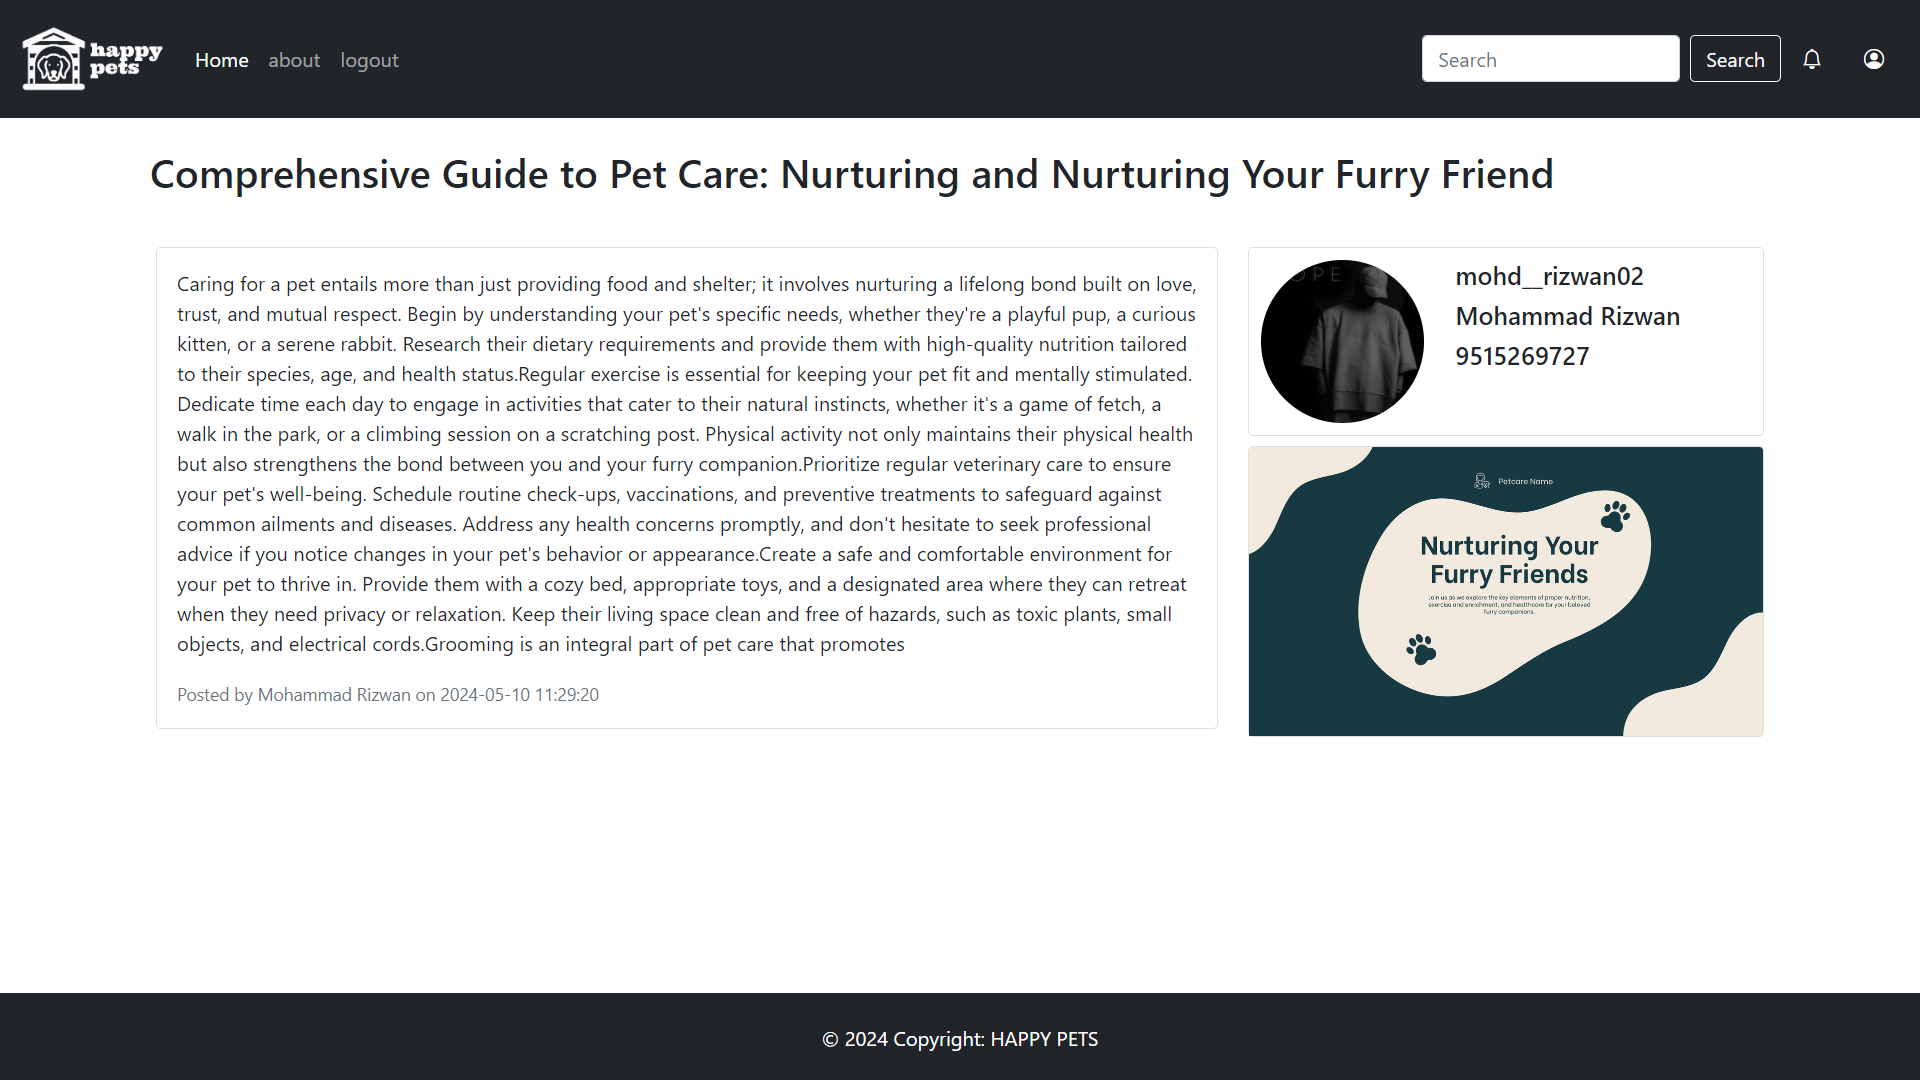 happy
pets
Home about logout
Search
Search
Comprehensive Guide to Pet Care: Nurturing and Nurturing Your Furry Friend
Caring for a pet entails more than just providing food and shelter; it involves nurturing a lifelong bond built on love,
trust, and mutual respect. Begin by understanding your pet's specific needs, whether they're a playful pup, a curious
kitten, or a serene rabbit. Research their dietary requirements and provide them with high-quality nutrition tailored
to their species, age, and health status.Regular exercise is essential for keeping your pet fit and mentally stimulated.
Dedicate time each day to engage in activities that cater to their natural instincts, whether it's a game of fetch, a
walk in the park, or a climbing session on a scratching post. Physical activity not only maintains their physical health
but also strengthens the bond between you and your furry companion.Prioritize regular veterinary care to ensure
your pet's well-being. Schedule routine check-ups, vaccinations, and preventive treatments to safeguard against
common ailments and diseases. Address any health concerns promptly, and don't hesitate to seek professional
advice if you notice changes in your pet's behavior or appearance.Create a safe and comfortable environment for
your pet to thrive in. Provide them with a cozy bed, appropriate toys, and a designated area where they can retreat
when they need privacy or relaxation. Keep their living space clean and free of hazards, such as toxic plants, small
objects, and electrical cords.Grooming is an integral part of pet care that promotes
Posted by Mohammad Rizwan on 2024-05-10 11:29:20
mohd__rizwan02
Mohammad Rizwan
9515269727
Petcare Name
Nurturing Your
Furry Friends
Join us as we explore the key elements of proper nutrition,
exercise and enrichment, and healthcare for your beloved
furry companions.
© 2024 Copyright: HAPPY PETS